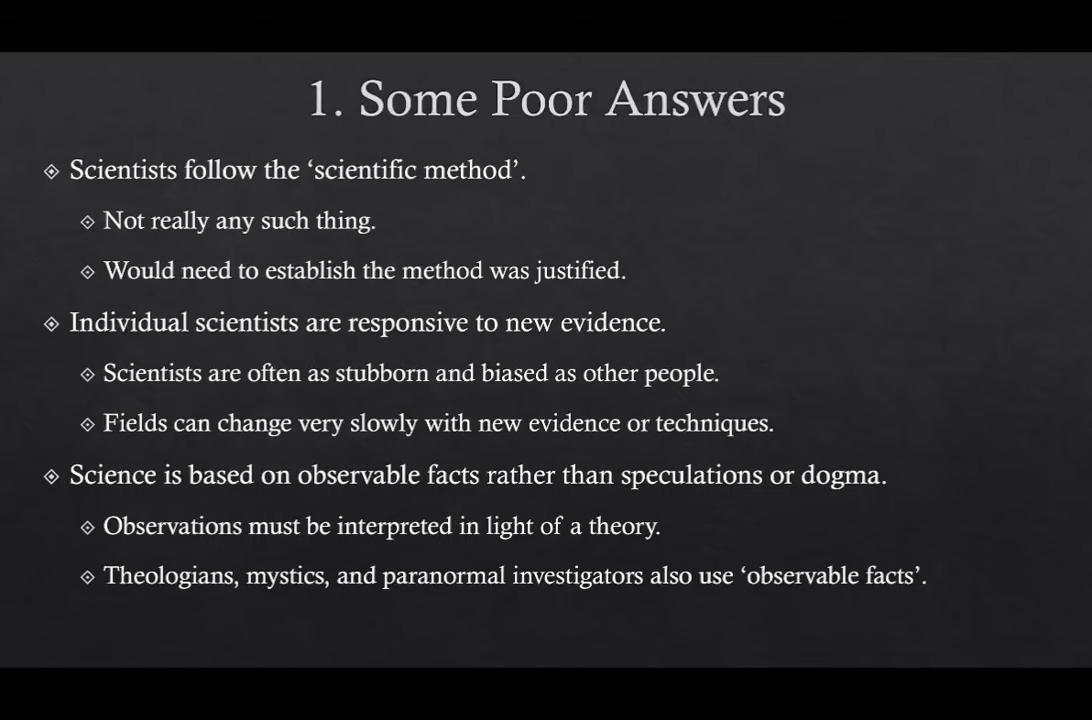 1. Some Poor Answers
Scientists follow the ‘scientific method’.
Not really any such thing.
Would need to establish the method was justified.
Individual scientists are responsive to new evidence.
Scientists are often as stubborn and biased as other people.
Fields can change very slowly with new evidence or techniques.
Science is based on observable facts rather than speculations or dogma.
Observations must be interpreted in light of a theory.
Theologians, mystics, and paranormal investigators also use ‘observable facts’.